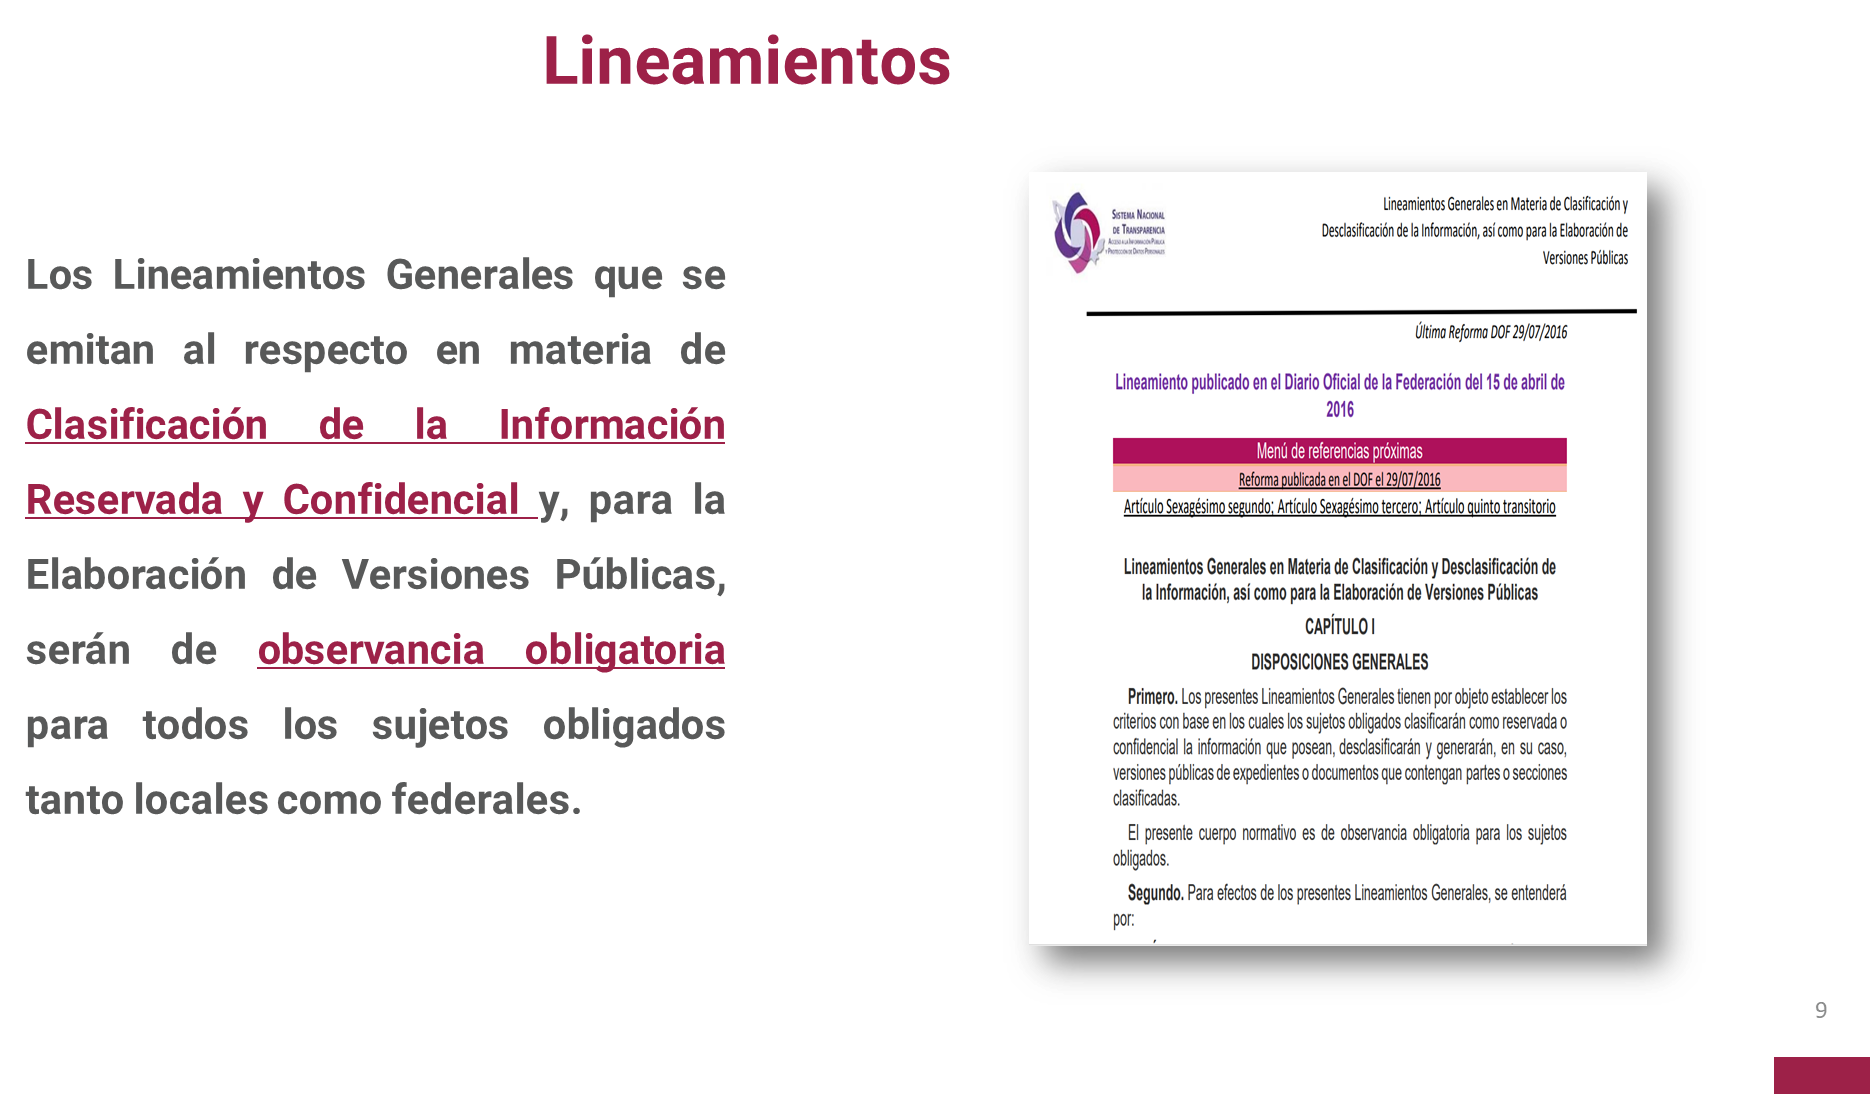 Lineamientos
Los Lineamientos Generales que se
emitan al respecto en materia de
Clasificación de la Información
Reservada y Confidencial y, para la
Elaboración de Versiones Públicas,
serán de observancia obligatoria
para todos los sujetos obligados
tanto locales como federales.
SISTEMA NACIONAL
DE TRANSPARENCIA
ACCESO A LA INFORMACIÓN PÚBLICA
Y PROTECCIÓN DE DATOS PERSONALES
Lineamientos Generales en Materia de Clasificación y
Desclasificación de la Información, así como para la Elaboración de
Versiones Públicas
Última Reforma DOF 29/07/2016
Lineamiento publicado en el Diario Oficial de la Federación del 15 de abril de
2016
Menú de referencias próximas
Reforma publicada en el DOF el 29/07/2016
Artículo Sexagésimo segundo; Artículo Sexagésimo tercero; Artículo quinto transitorio
Lineamientos Generales en Materia de Clasificación y Desclasificación de
la Información, así como para la Elaboración de Versiones Públicas
CAPÍTULO I
DISPOSICIONES GENERALES
Primero. Los presentes Lineamientos Generales tienen por objeto establecer los
criterios con base en los cuales los sujetos obligados clasificarán como reservada o
confidencial la información que posean, desclasificarán y generarán, en su caso,
versiones públicas de expedientes o documentos que contengan partes o secciones
clasificadas.
El presente cuerpo normativo es de observancia obligatoria para los sujetos
obligados.
Segundo. Para efectos de los presentes Lineamientos Generales, se entenderá
por:
9